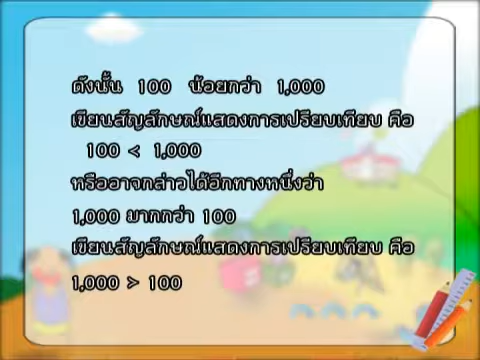 ดังนั้น 100 น้อยกว่า 1,000
เขียนสัญลักษณ์แสดงการเปรียบเทียบ คือ
100 < 1,000
หรืออาจกล่าวได้อีกทางหนึ่งว่า
1,000 มากกว่า 100
เขียนสัญลักษณ์แสดงการเปรียบเทียบ คือ
1,000 > 100